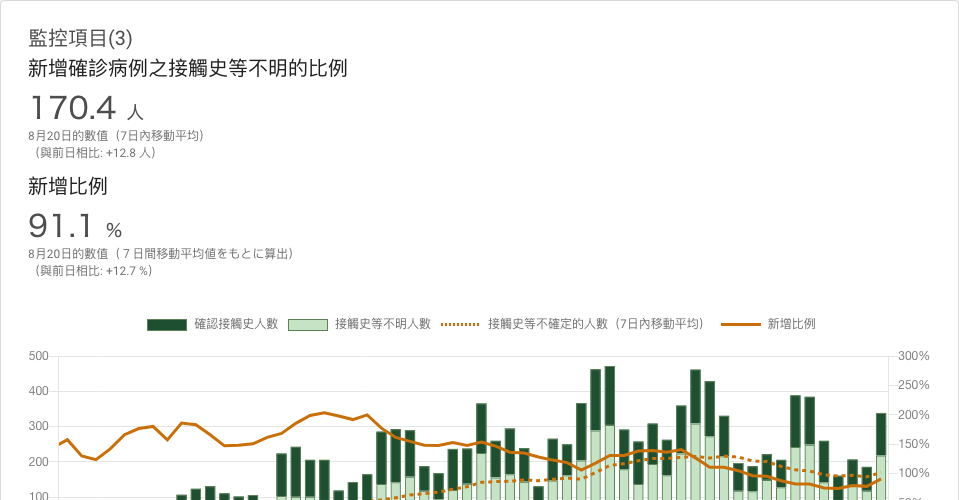 監控項目(3)
新增確診病例之接觸史等不明的比例
170.4 人
8月20日的數值（7日內移動平均）
（與前日相比: +12.8 人）
新增比例
91.1 %
8月20日的數值（７日間移動平均値をもとに算出）
（與前日相比: +12.7 %）
確認接觸史人數 接觸史等不明人數 接觸史等不確定的人數（7日內移動平均） 新增比例
500 300%
250%
400
300 200%
150%
200
100%
100
50%